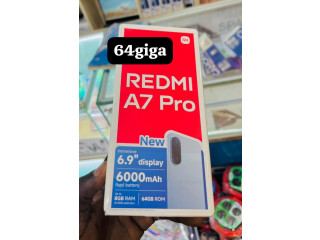 64giga
REDMI
A7 Pro
New
6.9" display
6000mAh
8GB RAM
64GB ROM